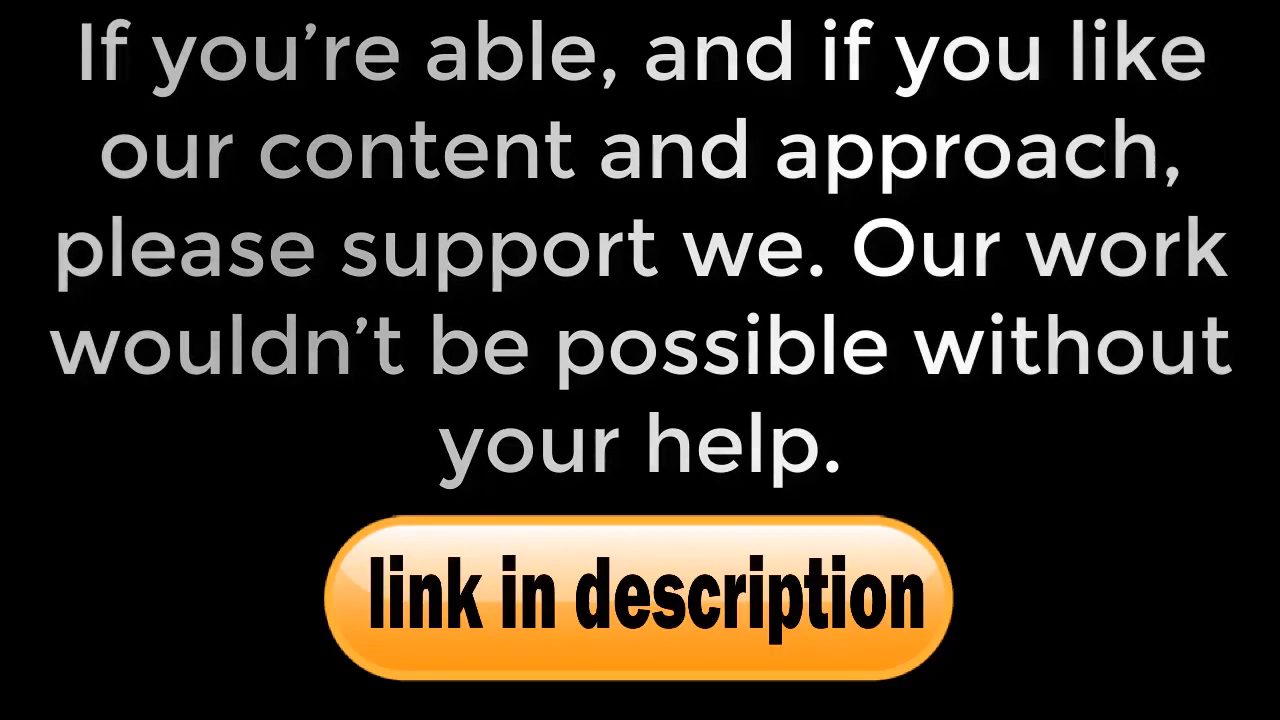 If you’re able, and if you like
our content and approach,
please support we. Our work
wouldn’t be possible without
your help.
link in description